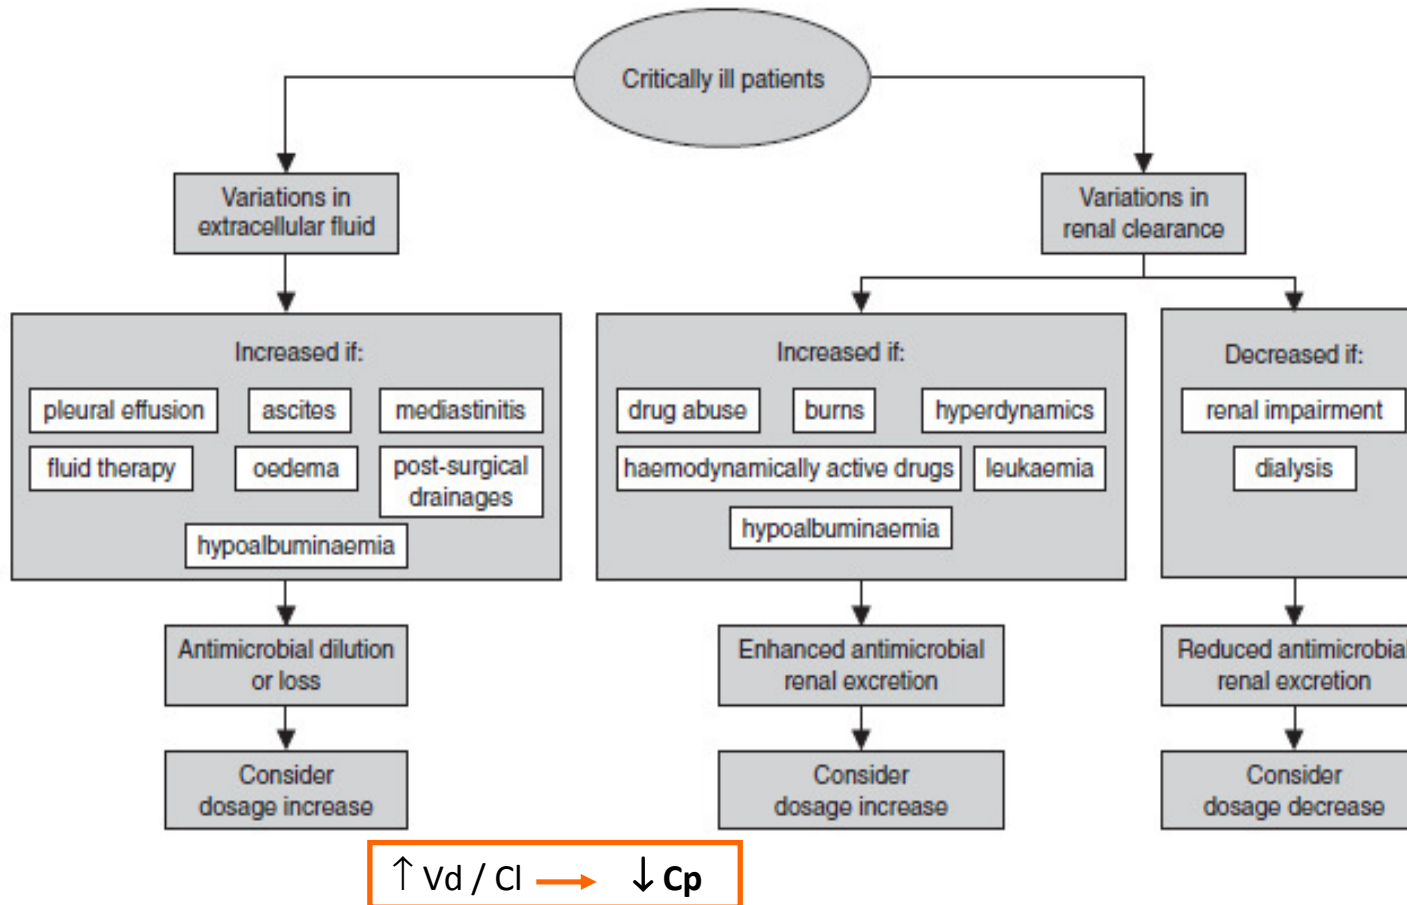 Critically ill patients
Variations in
extracellular fluid
Variations in
renal clearance
Increased if:
pleural effusion
ascites
mediastinitis
fluid therapy
oedema
post-surgical
drainages
hypoalbuminaemia
Increased if:
drug abuse
burns
hyperdynamics
haemodynamically active drugs
leukaemia
hypoalbuminaemia
Decreased if:
renal impairment
dialysis
Antimicrobial dilution
or loss
Enhanced antimicrobial
renal excretion
Reduced antimicrobial
renal excretion
Consider
dosage increase
Consider
dosage increase
Consider
dosage decrease
↑ Vd / Cl → ↓ Cp